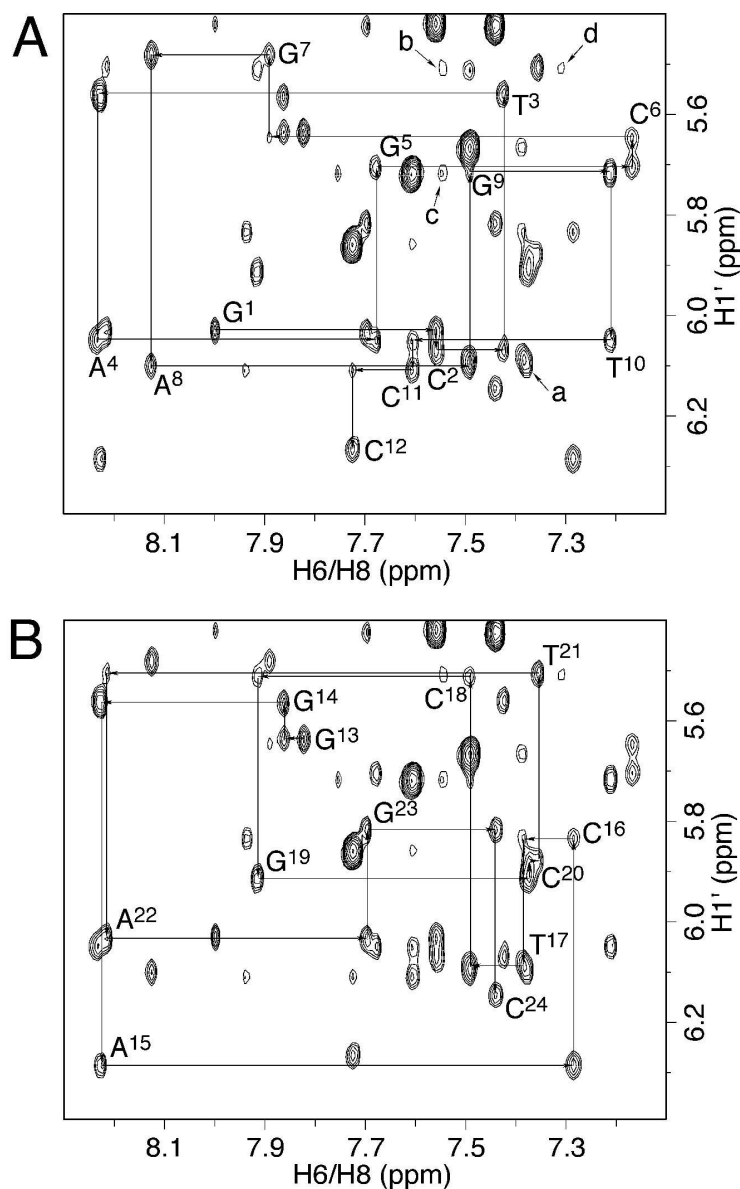 A
b
d
G⁷
T³
C⁶
G⁵
G⁹
c
G¹
A⁴
A⁸
C¹¹
C²
a
T¹⁰
C¹²
5.6
5.8
6.0
6.2
H1' (ppm)
8.1 7.9 7.7 7.5 7.3
H6/H8 (ppm)
B
T²¹
G¹⁴
C¹⁸
G¹³
G²³
C¹⁶
G¹⁹
C²⁰
A²²
T¹⁷
C²⁴
A¹⁵
5.6
5.8
6.0
6.2
H1' (ppm)
8.1 7.9 7.7 7.5 7.3
H6/H8 (ppm)